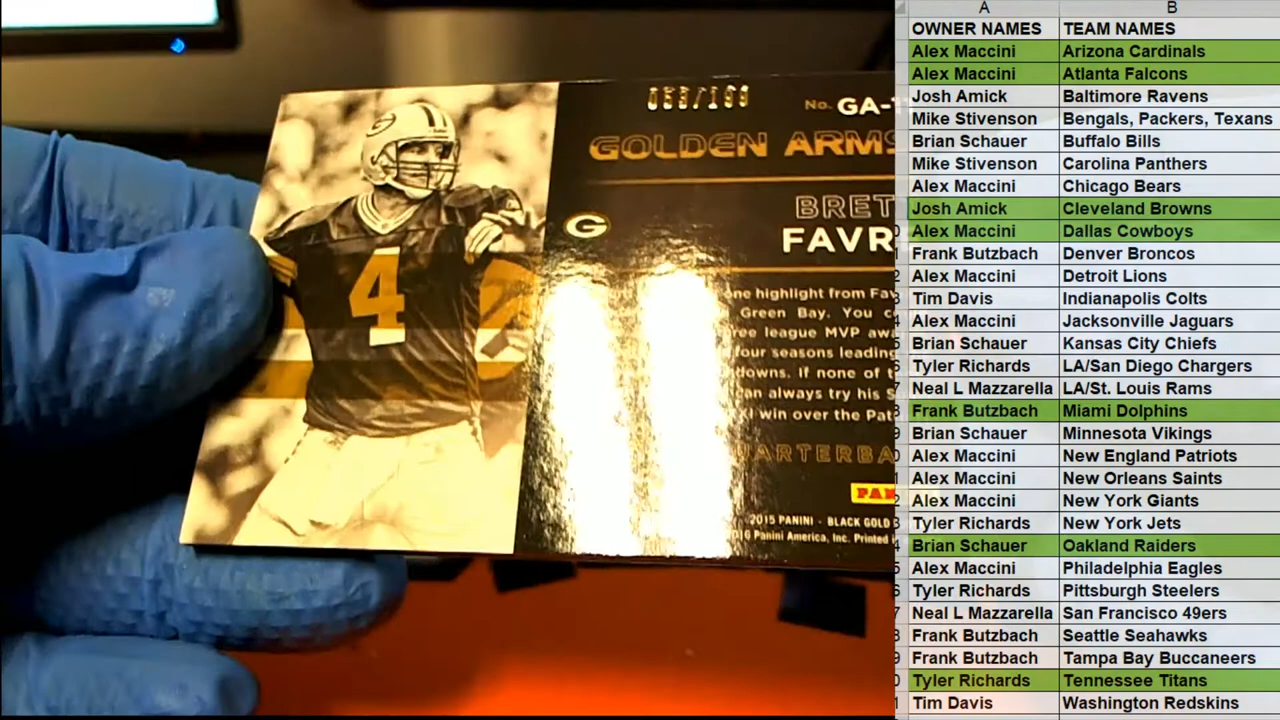 053/199
No. GA-
GOLDEN ARMS
BRET
FAVR
G
4
one highlight from Fav
Green Bay. You
league MVP
four seasons leading
If none of
always try his
win over the Pat
2015 PANINI - BLACK GOLD
Panini America, Inc. Printed
A B
OWNER NAMES TEAM NAMES
Alex Maccini Arizona Cardinals
Alex Maccini Atlanta Falcons
Josh Amick Baltimore Ravens
Mike Stivenson Bengals, Packers, Texans
Brian Schauer Buffalo Bills
Mike Stivenson Carolina Panthers
Alex Maccini Chicago Bears
Josh Amick Cleveland Browns
Alex Maccini Dallas Cowboys
Frank Butzbach Denver Broncos
Alex Maccini Detroit Lions
Tim Davis Indianapolis Colts
Alex Maccini Jacksonville Jaguars
Brian Schauer Kansas City Chiefs
Tyler Richards LA/San Diego Chargers
Neal L Mazzarella LA/St. Louis Rams
Frank Butzbach Miami Dolphins
Brian Schauer Minnesota Vikings
Alex Maccini New England Patriots
Alex Maccini New Orleans Saints
Alex Maccini New York Giants
Tyler Richards New York Jets
Brian Schauer Oakland Raiders
Alex Maccini Philadelphia Eagles
Tyler Richards Pittsburgh Steelers
Neal L Mazzarella San Francisco 49ers
Frank Butzbach Seattle Seahawks
Frank Butzbach Tampa Bay Buccaneers
Tyler Richards Tennessee Titans
Tim Davis Washington Redskins